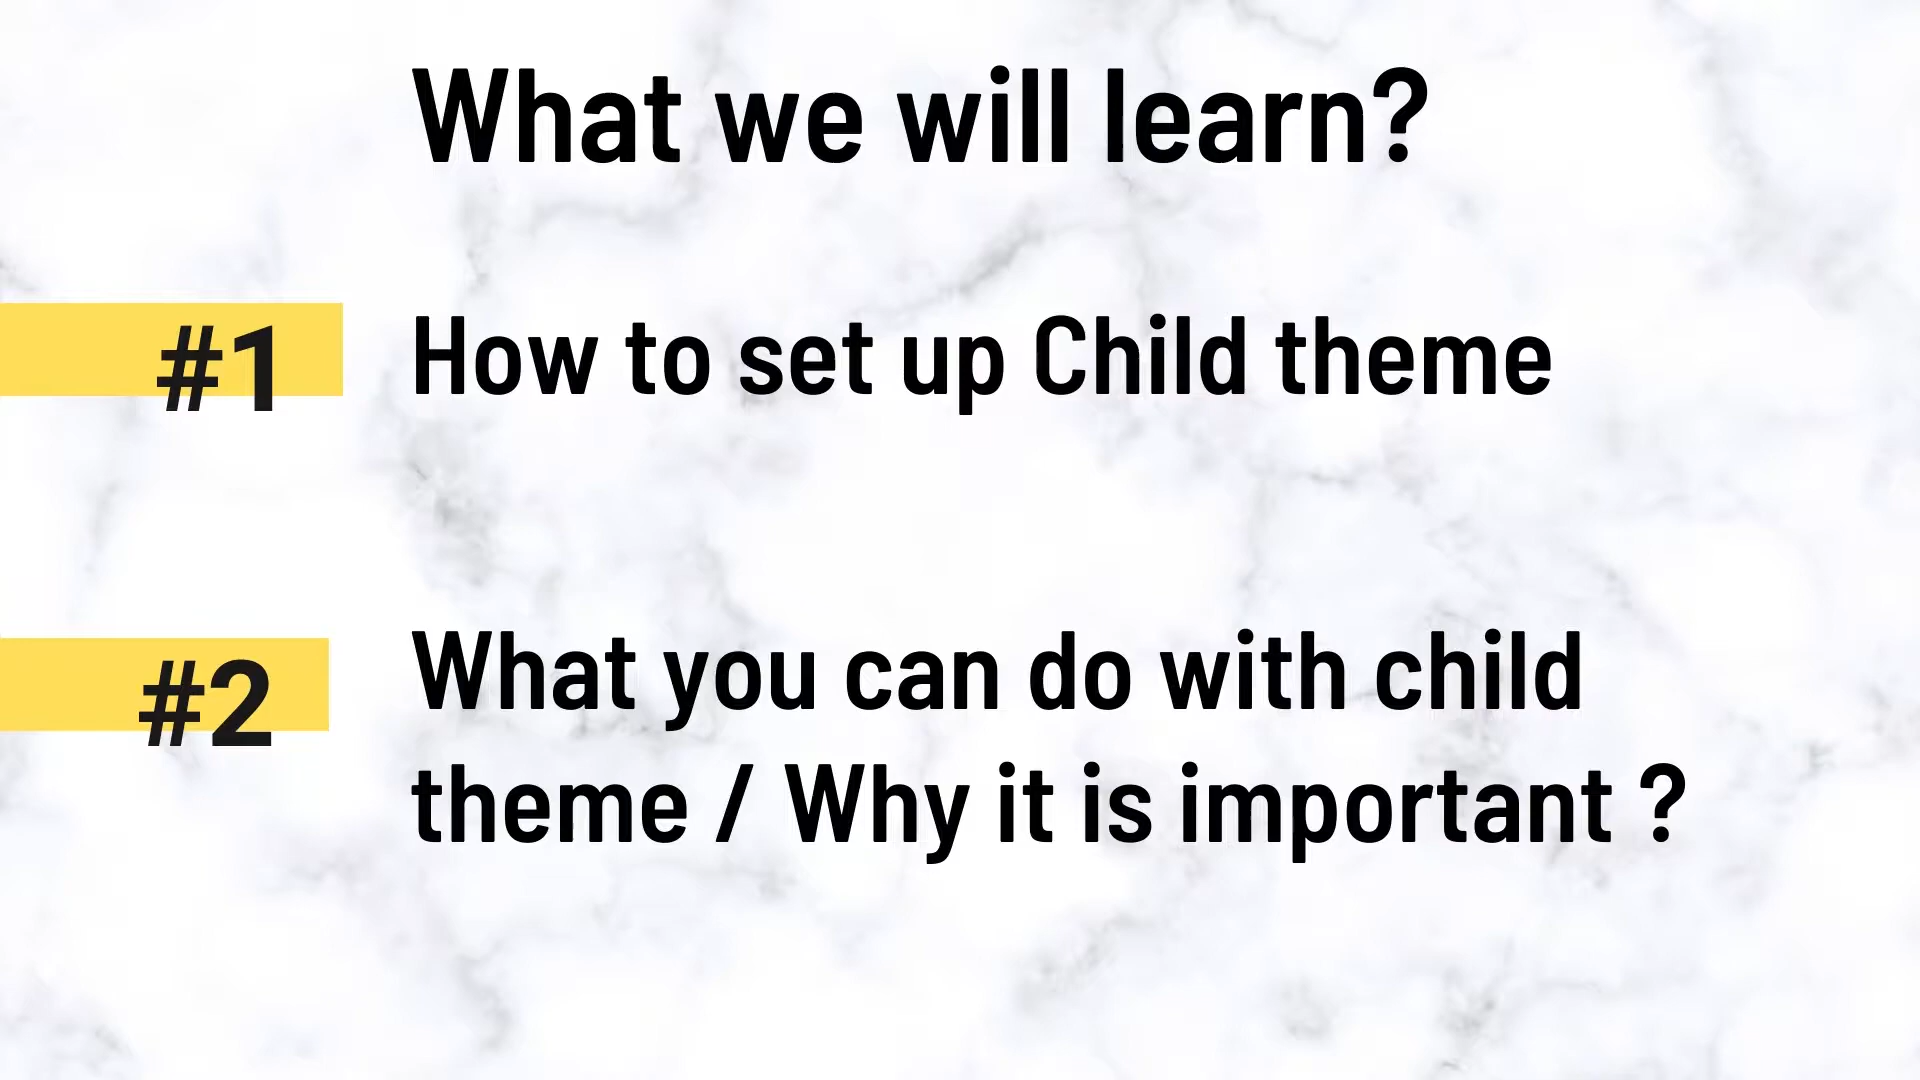 What we will learn?
#1 How to set up Child theme
#2 What you can do with child
theme / Why it is important ?